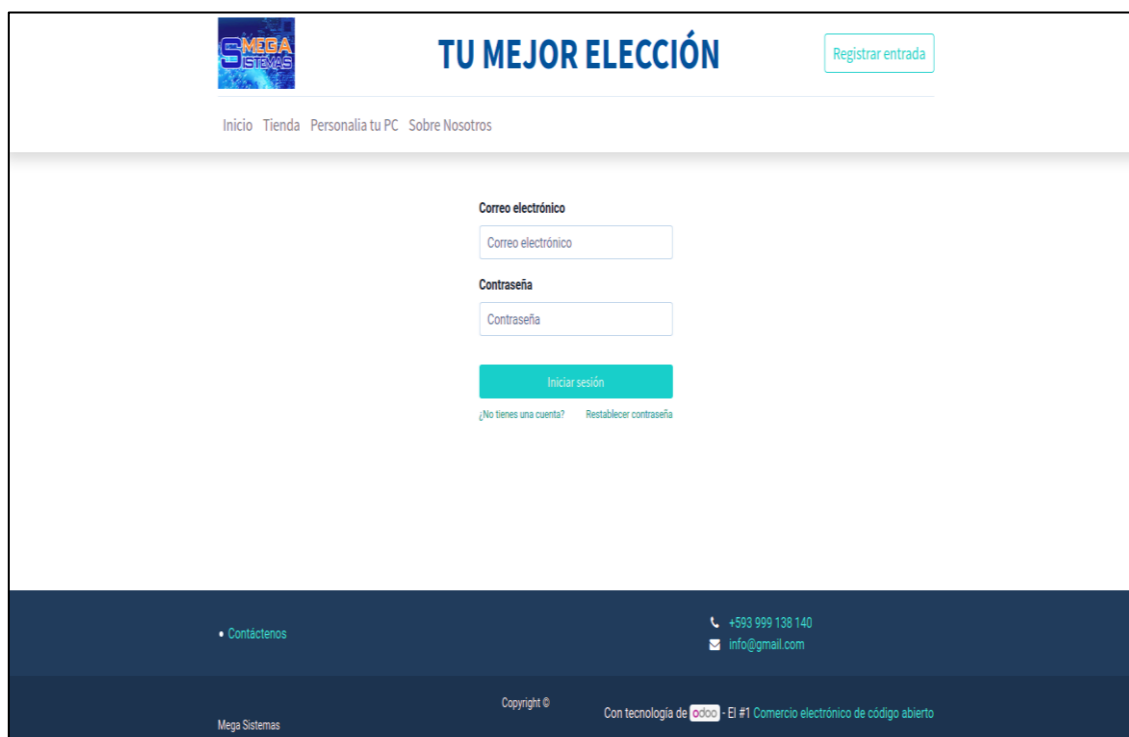 SMEGA
SISTEMAS
TU MEJOR ELECCIÓN
Registrar entrada
Inicio Tienda Personalia tu PC Sobre Nosotros
Correo electrónico
Correo electrónico
Contraseña
Contraseña
Iniciar sesión
¿No tienes una cuenta? Restablecer contraseña
• Contáctenos
+593 999 138 140
info@gmail.com
Copyright ©
Mega Sistemas
Con tecnología de odoo - El #1 Comercio electrónico de código abierto